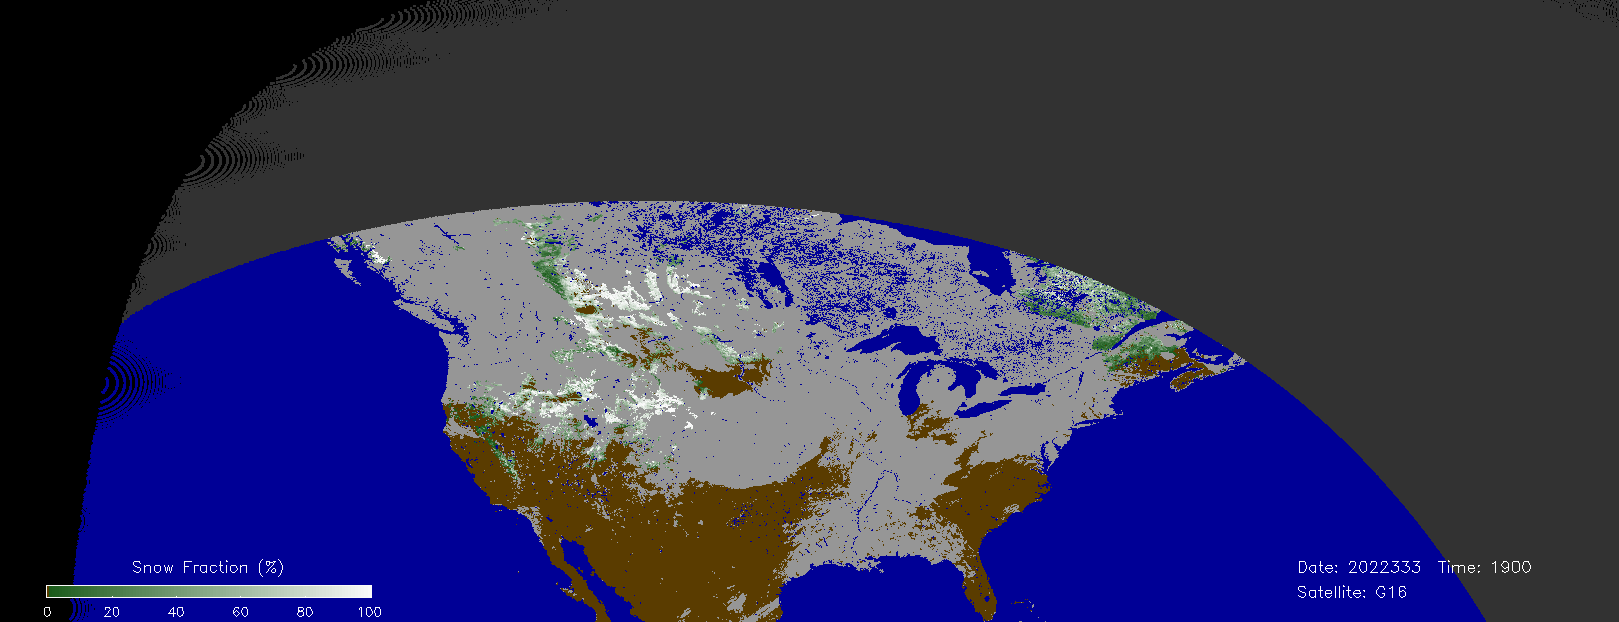 Snow Fraction (%)
0 20 40 60 80 100
Date: 2022333 Time: 1900
Satellite: G16